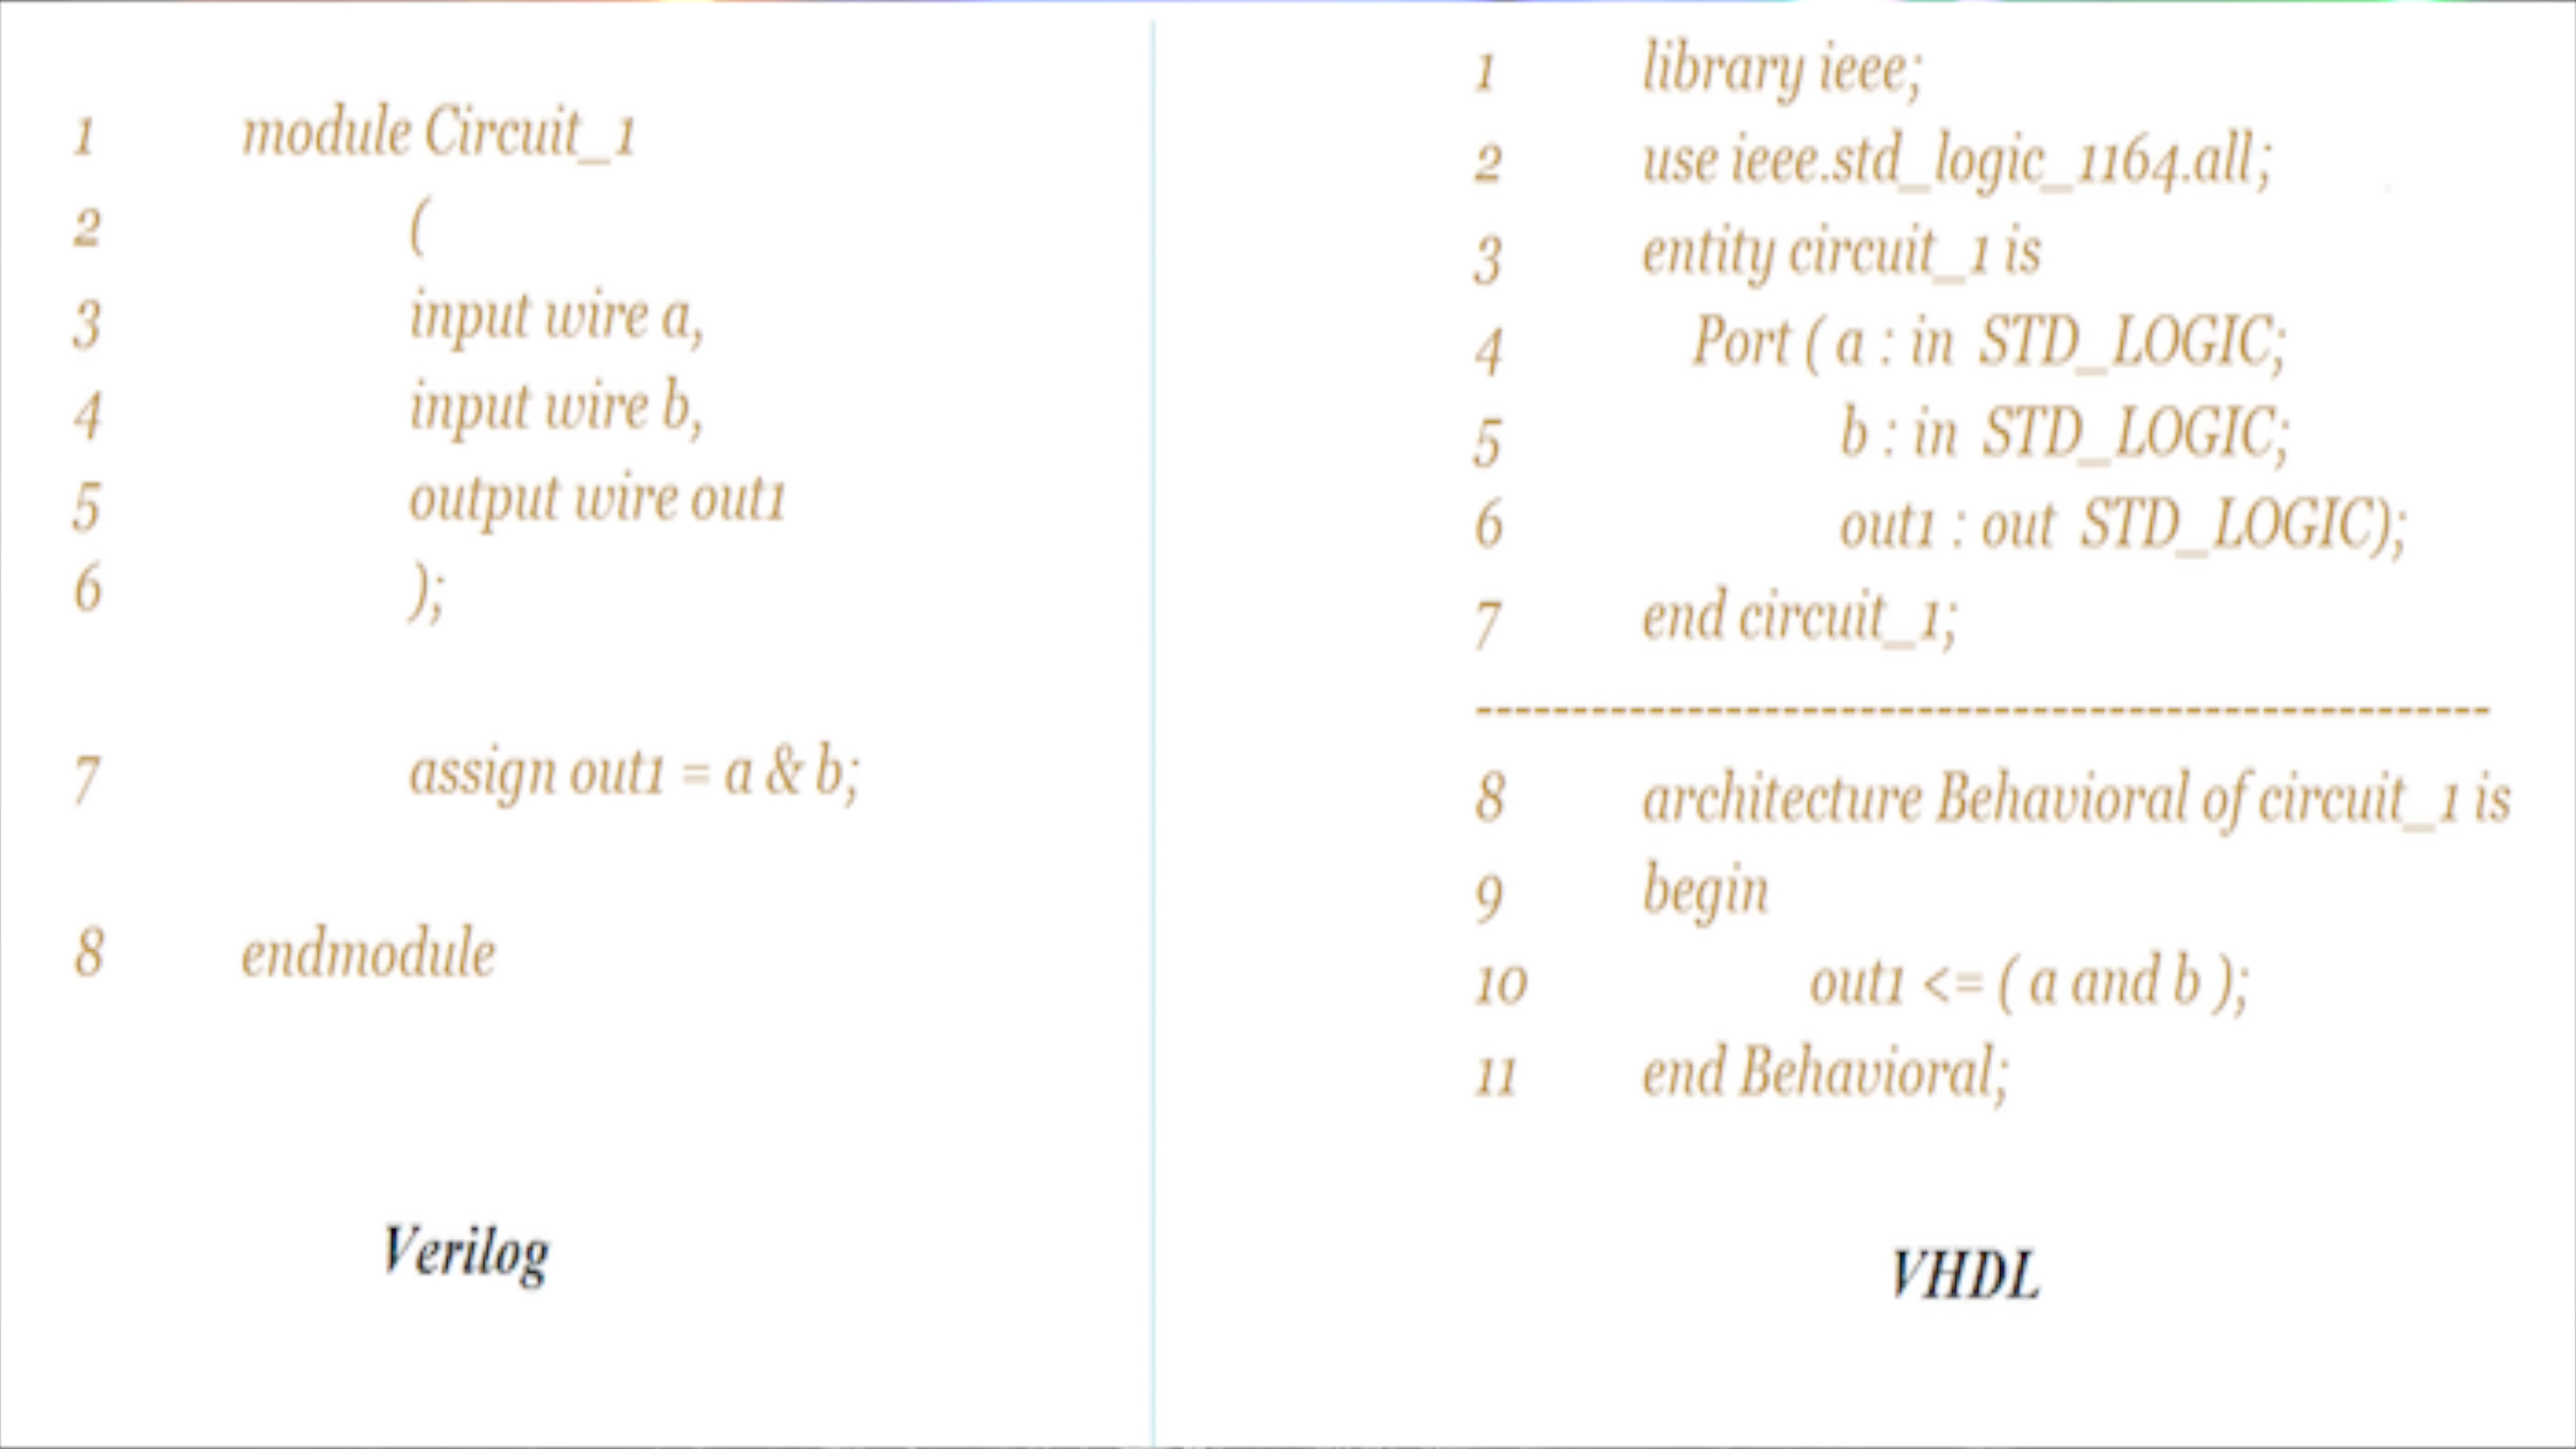 1 module Circuit_1
2 (
3 input wire a,
4 input wire b,
5 output wire out1
6 );
7 assign out1 = a & b;
8 endmodule
Verilog
1 library ieee;
2 use ieee.std_logic_1164.all;
3 entity circuit_1 is
4 Port ( a : in STD_LOGIC;
5 b : in STD_LOGIC;
6 out1 : out STD_LOGIC);
7 end circuit_1;
-----------------------------------------------------
8 architecture Behavioral of circuit_1 is
9 begin
10 out1 <= ( a and b );
11 end Behavioral;
VHDL